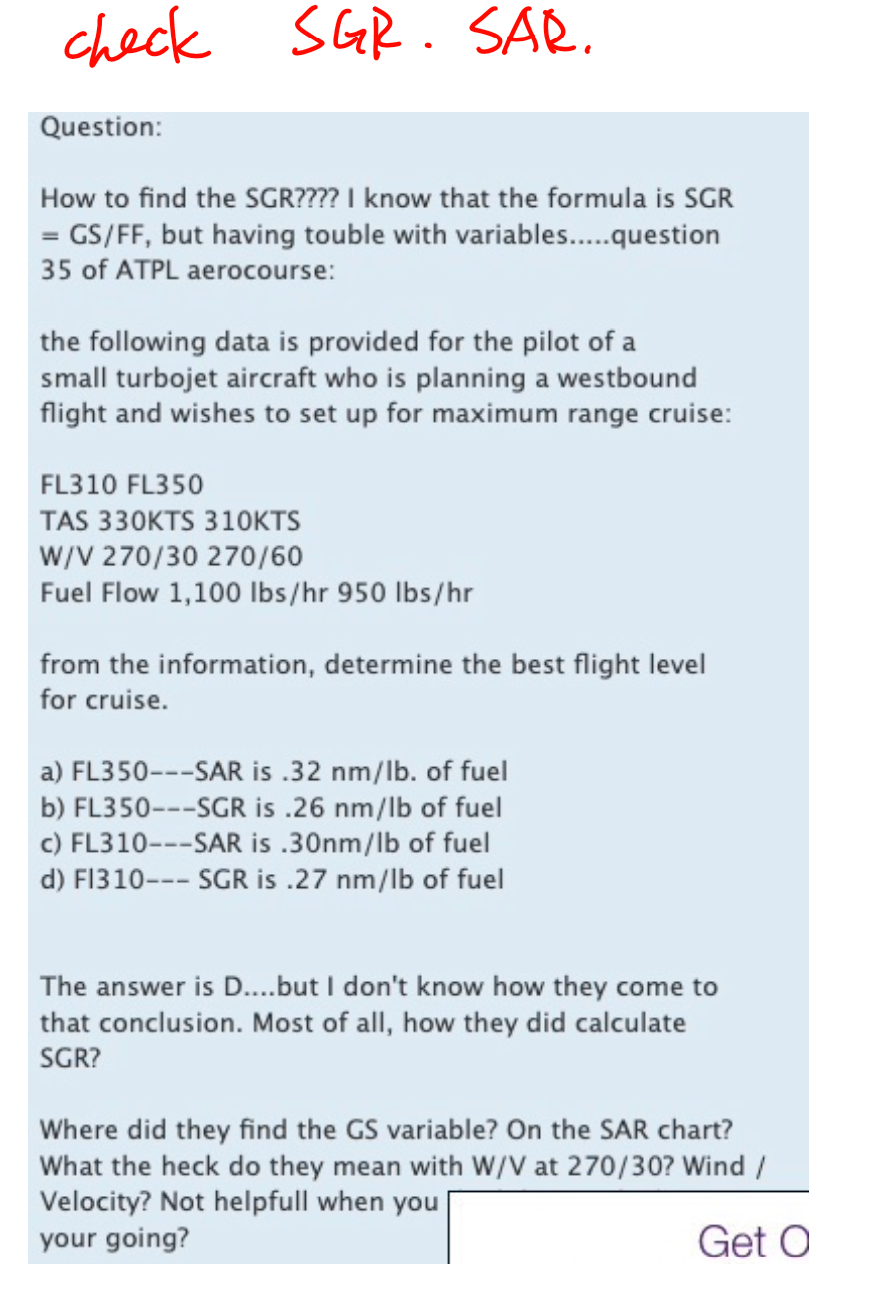 check SGR. SAR.
Question:
How to find the SGR???? I know that the formula is SGR
= GS/FF, but having touble with variables.....question
35 of ATPL aerocourse:
the following data is provided for the pilot of a
small turbojet aircraft who is planning a westbound
flight and wishes to set up for maximum range cruise:
FL310 FL350
TAS 330KTS 310KTS
W/V 270/30 270/60
Fuel Flow 1,100 lbs/hr 950 lbs/hr
from the information, determine the best flight level
for cruise.
a) FL350---SAR is .32 nm/lb. of fuel
b) FL350---SGR is .26 nm/lb of fuel
c) FL310---SAR is .30nm/lb of fuel
d) Fl310--- SGR is .27 nm/lb of fuel
The answer is D....but I don't know how they come to
that conclusion. Most of all, how they did calculate
SGR?
Where did they find the GS variable? On the SAR chart?
What the heck do they mean with W/V at 270/30? Wind /
Velocity? Not helpfull when you
your going?
Get O